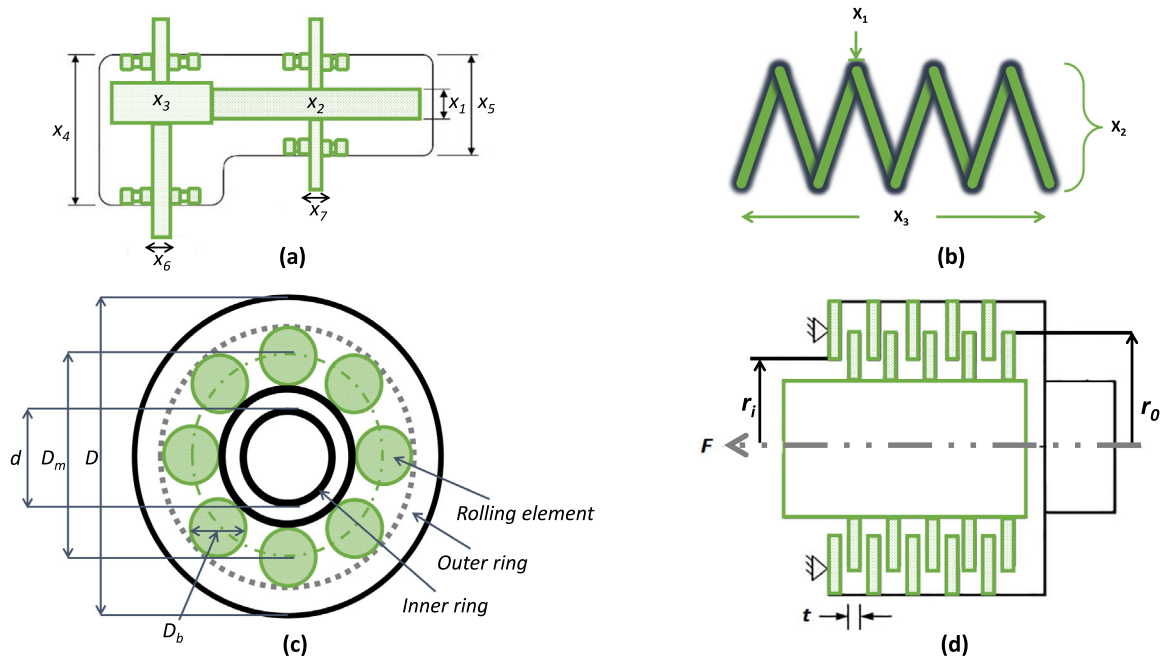 x3
x2
x1
x5
x4
x7
x6
(a)
X1
X2
X3
(b)
d
Dm
D
Rolling element
Outer ring
Inner ring
Db
(c)
ri
r0
F
t
(d)